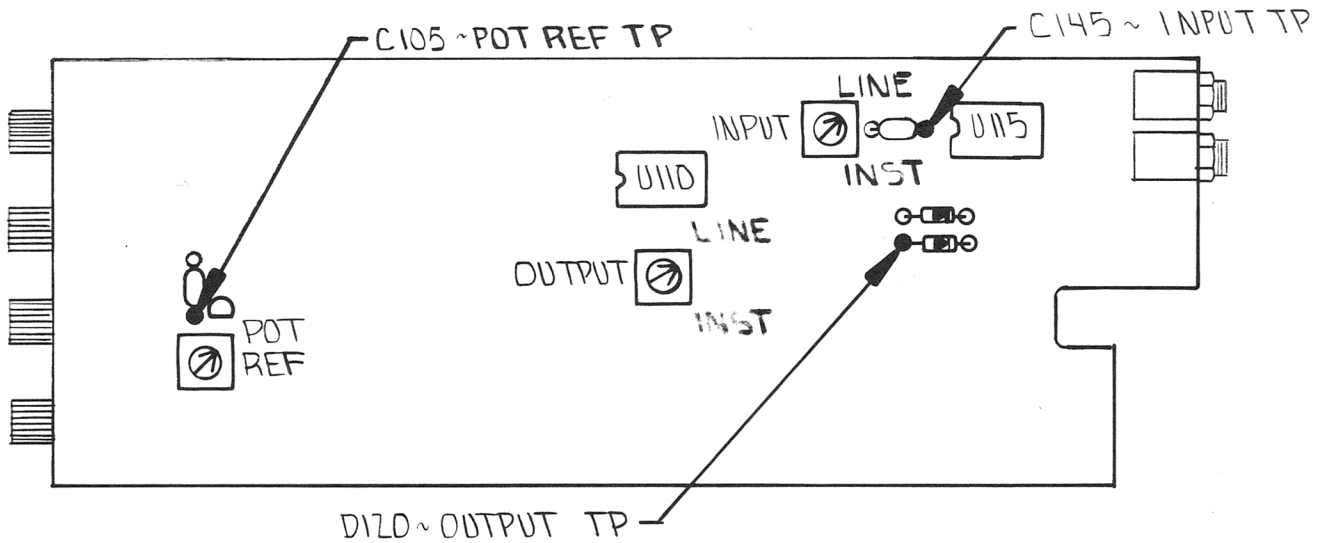 C105~POT REF TP
C145~ INPUT TP
LINE
INPUT
U115
INST
U110
LINE
OUTPUT
INST
POT
REF
D120~OUTPUT TP